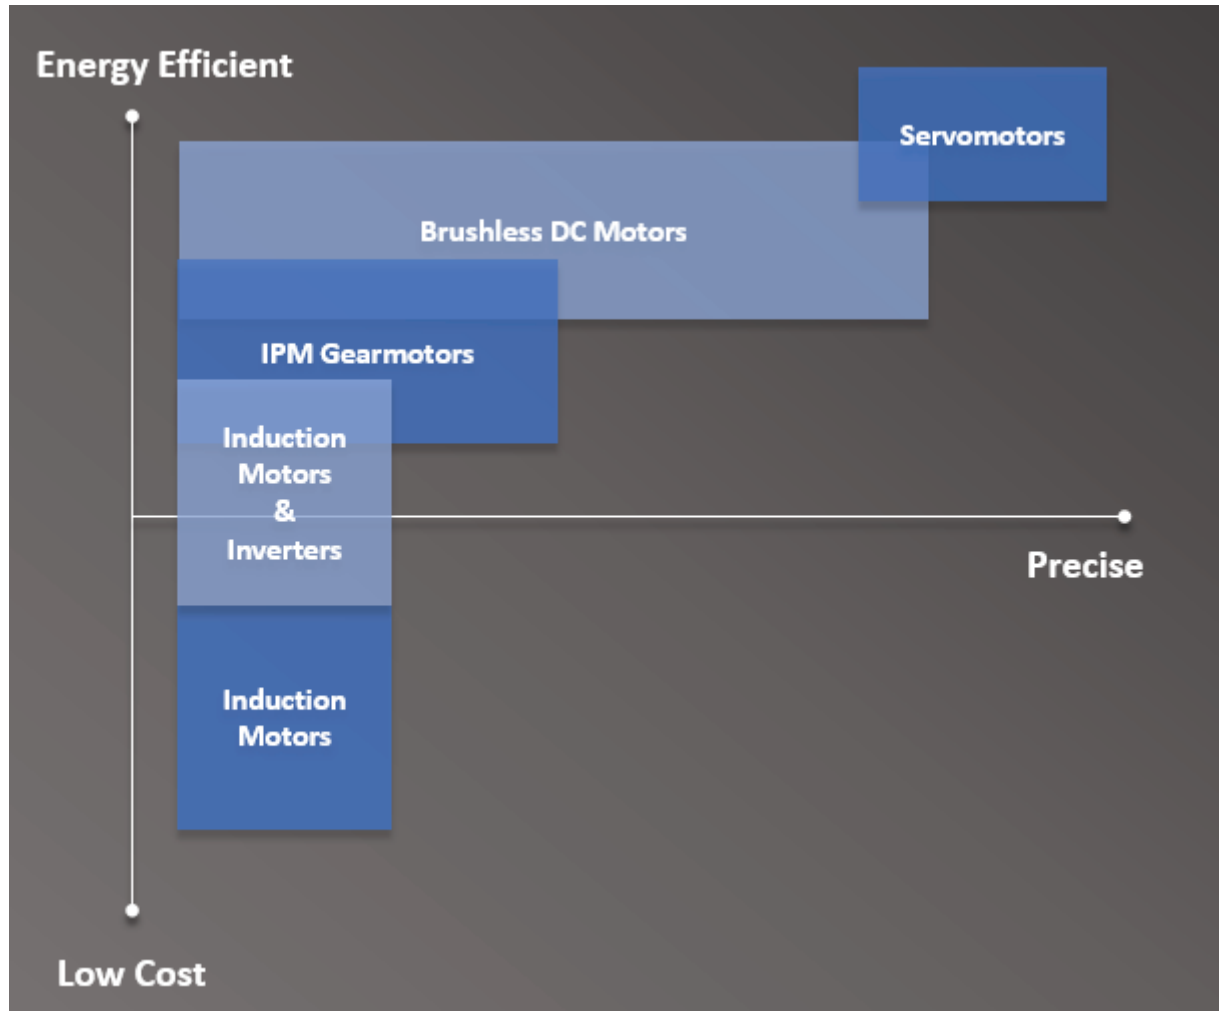 Energy Efficient
Servomotors
Brushless DC Motors
IPM Gearmotors
Induction
Motors
&
Inverters
Precise
Induction
Motors
Low Cost